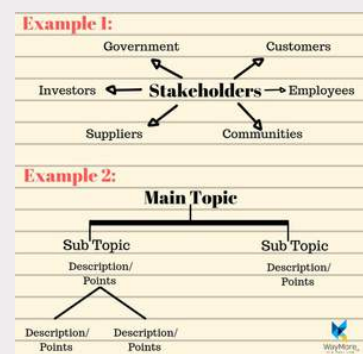 Example 1:
Government Customers
Investors Stakeholders Employees
Suppliers Communities
Example 2:
Main Topic
Sub Topic Sub Topic
Description/ Description/
Points Points
Description/ Description/
Points Points
WayMore